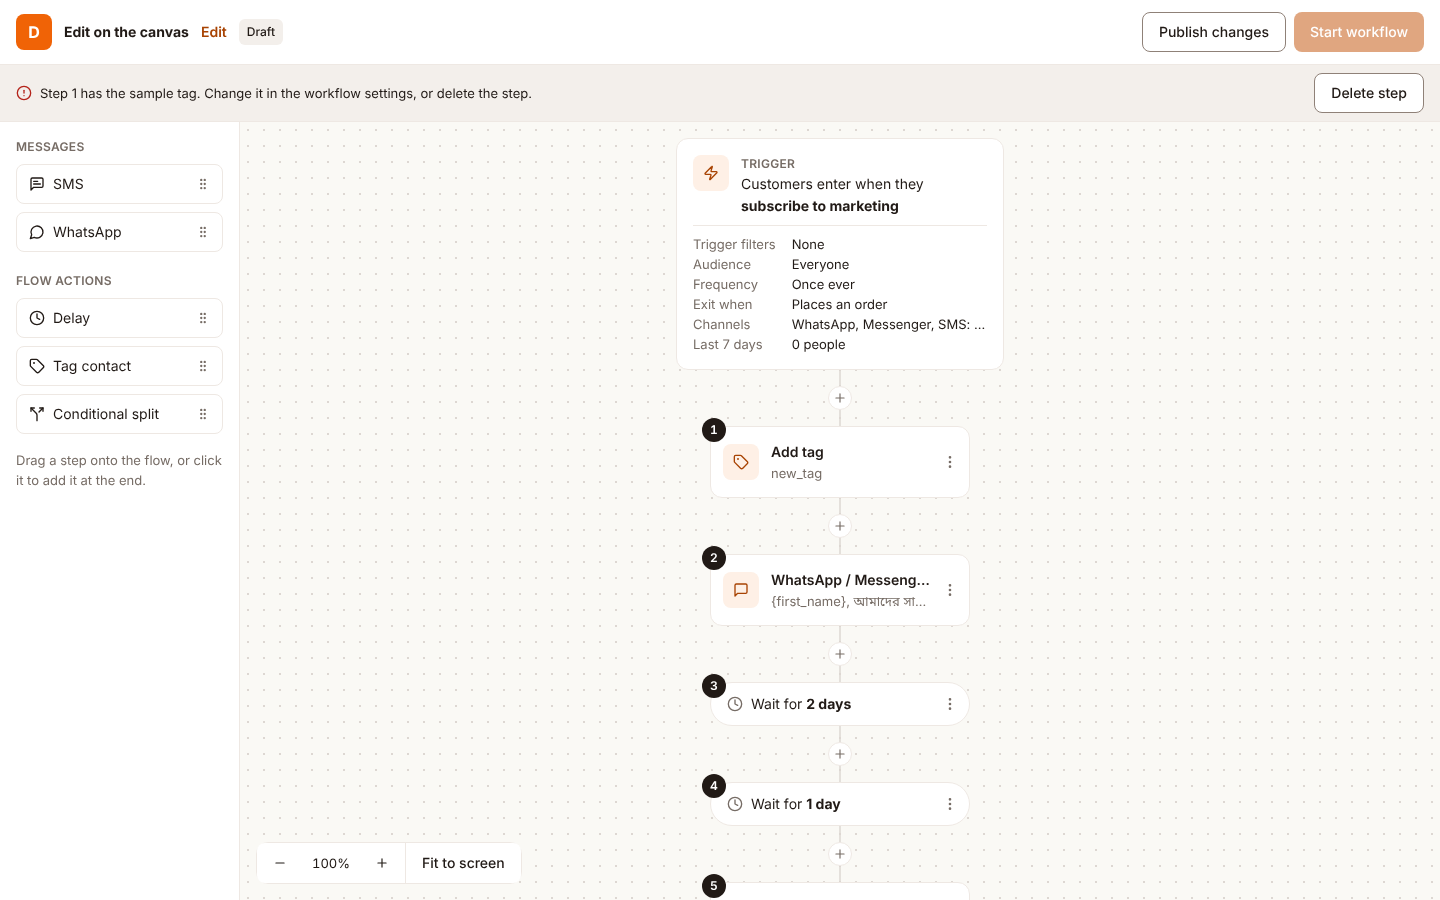 D
Edit on the canvas Edit Draft
Publish changes
Start workflow
Step 1 has the sample tag. Change it in the workflow settings, or delete the step.
Delete step
MESSAGES
SMS
WhatsApp
FLOW ACTIONS
Delay
Tag contact
Conditional split
Drag a step onto the flow, or click
it to add it at the end.
TRIGGER
Customers enter when they
subscribe to marketing
Trigger filters None
Audience Everyone
Frequency Once ever
Exit when Places an order
Channels WhatsApp, Messenger, SMS: ...
Last 7 days 0 people
1
Add tag
new_tag
2
WhatsApp / Messeng...
{first_name}, আমাদের সা...
3
Wait for 2 days
4
Wait for 1 day
5
100%
Fit to screen